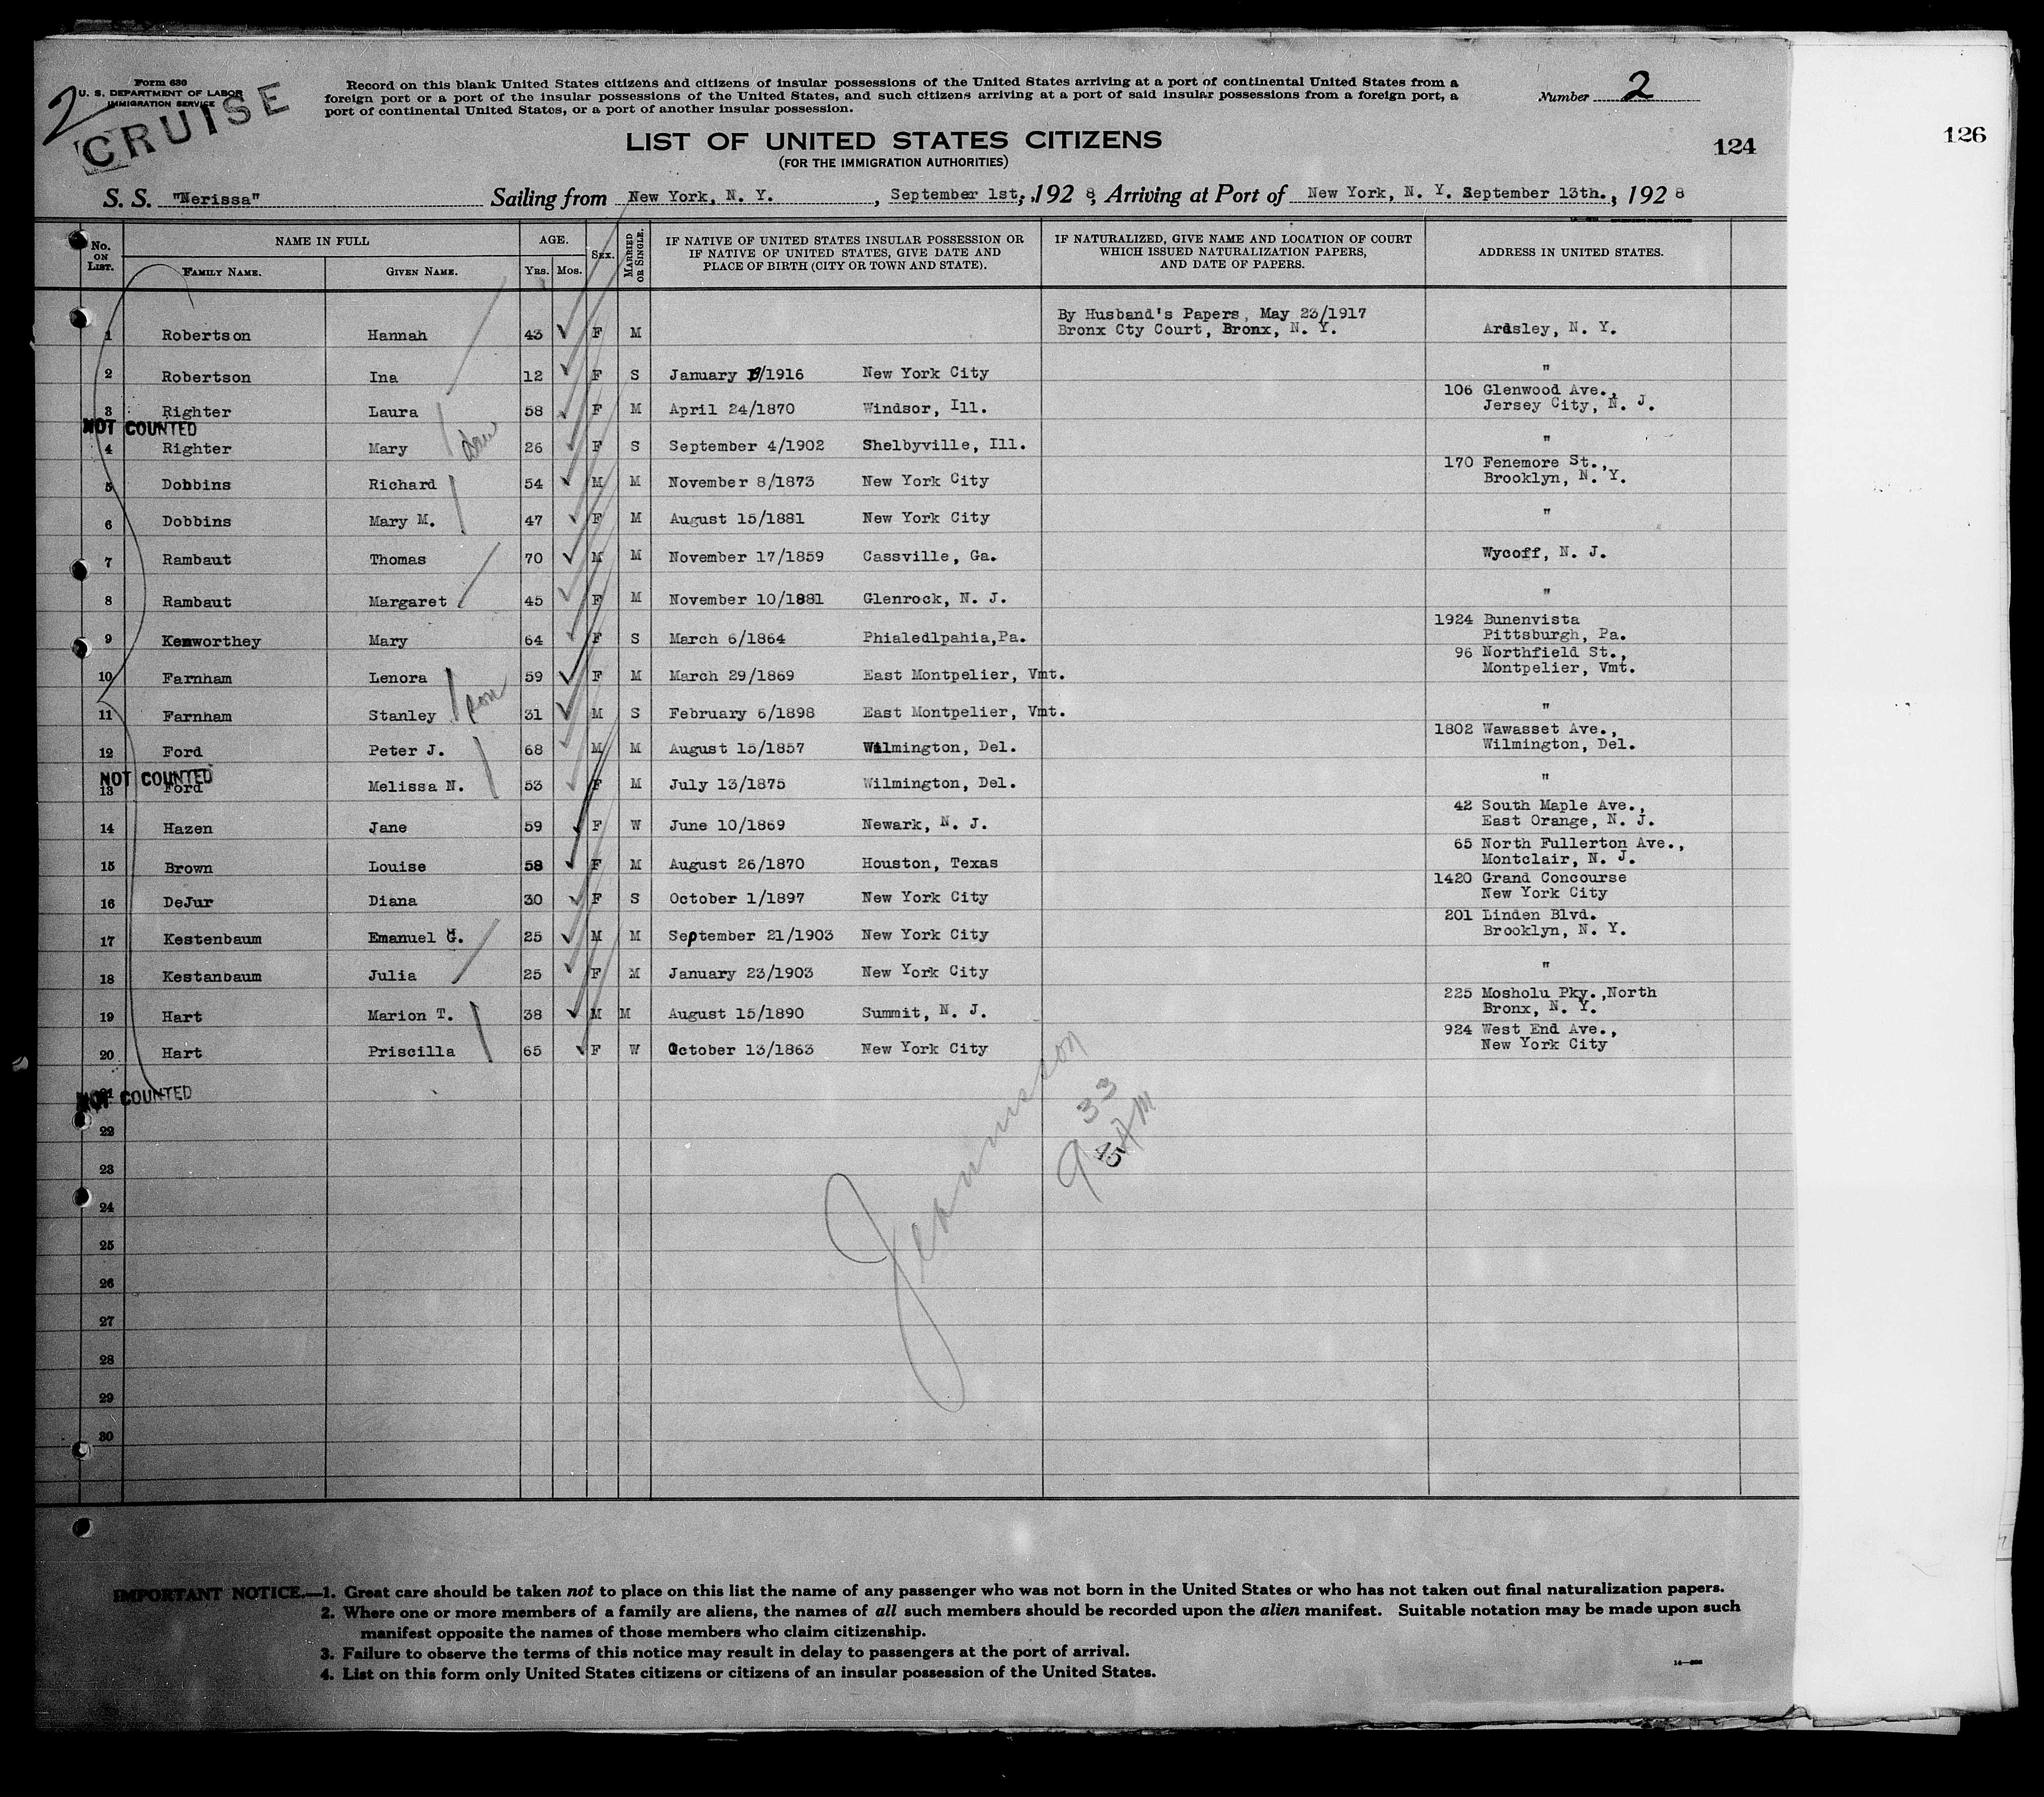 2
Form 630
U. S. DEPARTMENT OF LABOR
IMMIGRATION SERVICE
CRUISE
Record on this blank United States citizens and citizens of insular possessions of the United States arriving at a port of continental United States from a
foreign port or a port of the insular possessions of the United States, and such citizens arriving at a port of said insular possessions from a foreign port, a
port of continental United States, or a port of another insular possession.
Number 2
LIST OF UNITED STATES CITIZENS
(FOR THE IMMIGRATION AUTHORITIES)
124
126
S. S. "Nerissa" Sailing from New York, N. Y. , September 1st, , 192 8, Arriving at Port of New York, N. Y. September 13th. , 192 8
No. ON LIST. NAME IN FULL AGE. SEX. MARRIED OR SINGLE. IF NATIVE OF UNITED STATES INSULAR POSSESSION OR IF NATIVE OF UNITED STATES, GIVE DATE AND PLACE OF BIRTH (CITY OR TOWN AND STATE). IF NATURALIZED, GIVE NAME AND LOCATION OF COURT WHICH ISSUED NATURALIZATION PAPERS, AND DATE OF PAPERS. ADDRESS IN UNITED STATES.
FAMILY NAME. GIVEN NAME. YRS. MOS.
By Husband's Papers, May 23/1917
1 Robertson Hannah 43 F M Bronx Cty Court, Bronx, N. Y. Ardsley, N. Y.
2 Robertson Ina 12 F S January /1916 New York City "
106 Glenwood Ave.,
3 Righter Laura 58 F M April 24/1870 Windsor, Ill. Jersey City, N. J.
NOT COUNTED
4 Righter Mary 26 F S September 4/1902 Shelbyville, Ill. "
170 Fenemore St.,
5 Dobbins Richard 54 M M November 8/1873 New York City Brooklyn, N. Y.
6 Dobbins Mary M. 47 F M August 15/1881 New York City "
7 Rambaut Thomas 70 M M November 17/1859 Cassville, Ga. Wycoff, N. J.
8 Rambaut Margaret 45 F M November 10/1881 Glenrock, N. J. "
1924 Bunenvista
9 Kenworthey Mary 64 F S March 6/1864 Phialedlpahia,Pa. Pittsburgh, Pa.
96 Northfield St.,
10 Farnham Lenora 59 F M March 29/1869 East Montpelier, Vmt. Montpelier, Vmt.
son
11 Farnham Stanley 31 M S February 6/1898 East Montpelier, Vmt. "
1802 Wawasset Ave.,
12 Ford Peter J. 68 M M August 15/1857 Wilmington, Del. Wilmington, Del.
NOT COUNTED
13 Ford Melissa N. 53 F M July 13/1875 Wilmington, Del. "
42 South Maple Ave.,
14 Hazen Jane 59 F W June 10/1869 Newark, N. J. East Orange, N. J.
65 North Fullerton Ave.,
15 Brown Louise 58 F M August 26/1870 Houston, Texas Montclair, N. J.
1420 Grand Concourse
16 DeJur Diana 30 F S October 1/1897 New York City New York City
201 Linden Blvd.
17 Kestenbaum Emanuel G. 25 M M September 21/1903 New York City Brooklyn, N. Y.
18 Kestanbaum Julia 25 F M January 23/1903 New York City "
225 Mosholu Pky.,North
19 Hart Marion T. 38 M M August 15/1890 Summit, N. J. Bronx, N. Y.
924 West End Ave.,
20 Hart Priscilla 65 F W October 13/1863 New York City New York City
21
NOT COUNTED
22
23
24
25
26
27
28
29
30
IMPORTANT NOTICE.—1. Great care should be taken not to place on this list the name of any passenger who was not born in the United States or who has not taken out final naturalization papers.
2. Where one or more members of a family are aliens, the names of all such members should be recorded upon the alien manifest. Suitable notation may be made upon such
manifest opposite the names of those members who claim citizenship.
3. Failure to observe the terms of this notice may result in delay to passengers at the port of arrival.
4. List on this form only United States citizens or citizens of an insular possession of the United States.